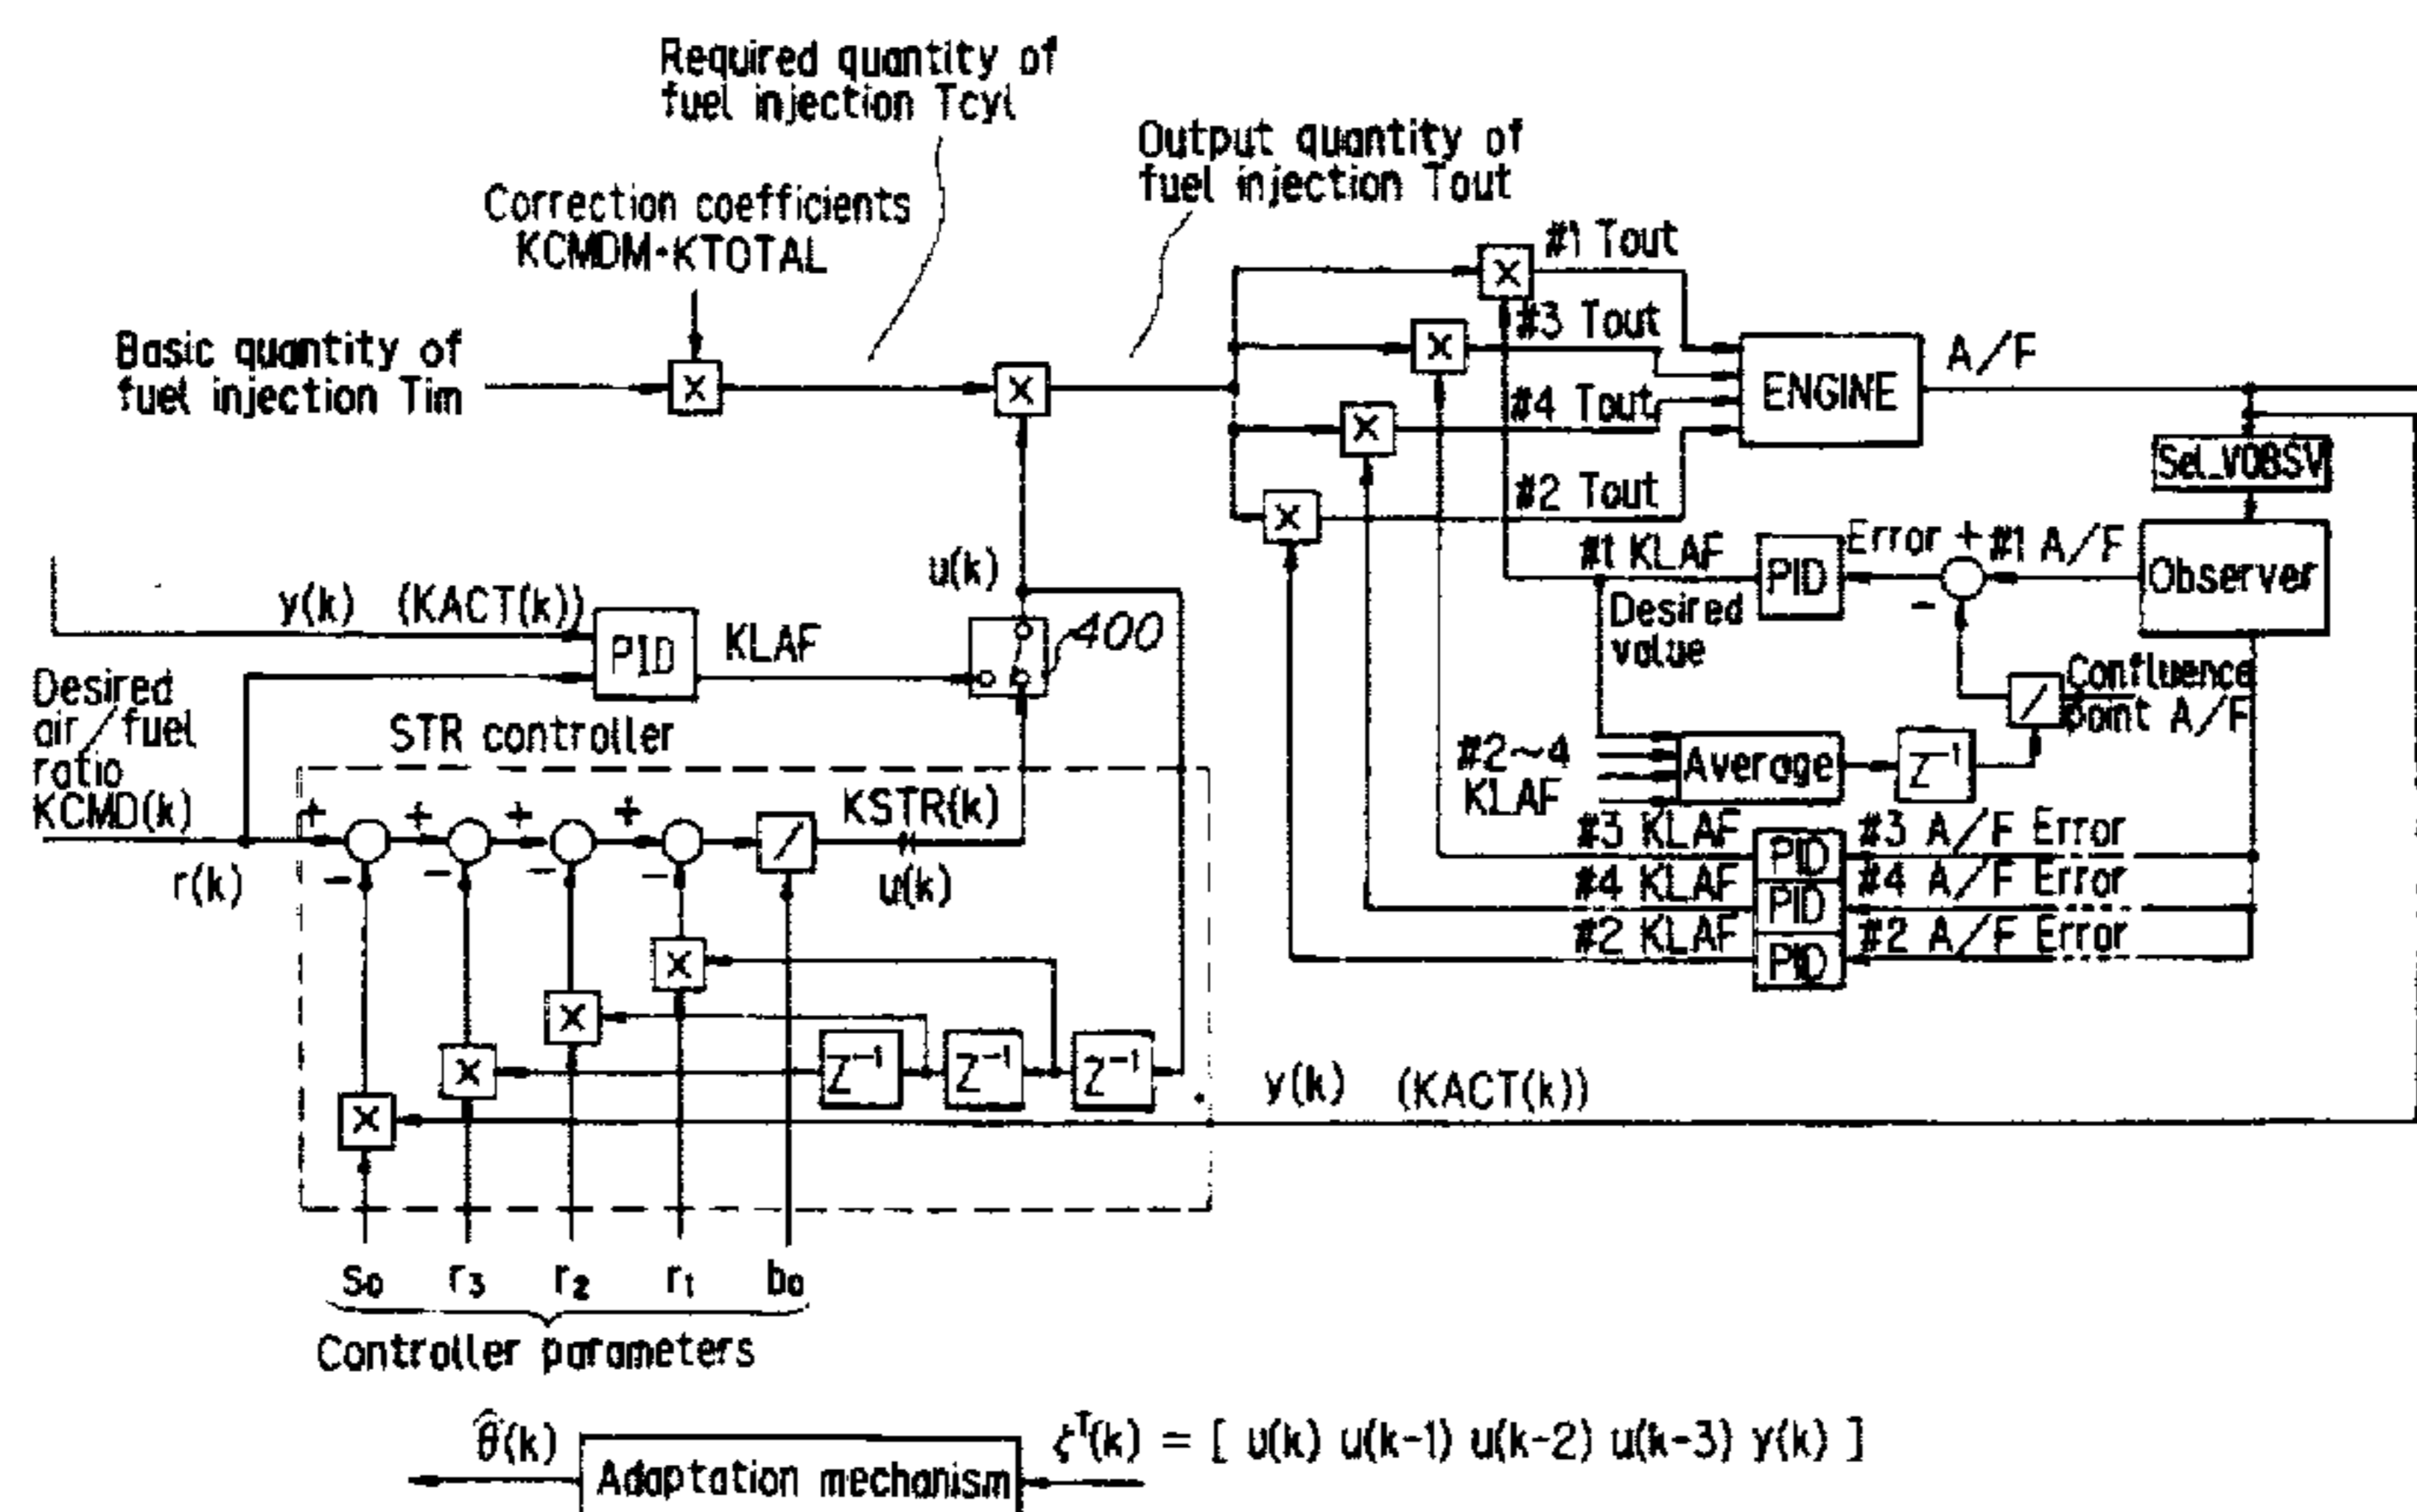 Required quantity of
fuel injection Tcyl
Output quantity of
fuel injection Tout
Correction coefficients
KCMDM·KTOTAL
Basic quantity of
fuel injection Tim
X
X
X
X
X
X
#1 Tout
#3 Tout
#4 Tout
#2 Tout
ENGINE
A/F
Sel_VOBSV
Observer
#1 A/F
+
-
Error
PID
#1 KLAF
Desired
value
Confluence
point A/F
/
Z⁻¹
Average
#2~4
KLAF
#3 KLAF
PID
#3 A/F Error
#4 KLAF
PID
#4 A/F Error
#2 KLAF
PID
#2 A/F Error
u(k)
y(k) (KACT(k))
PID
KLAF
400
Desired
air/fuel
ratio
KCMD(k)
r(k)
STR controller
+
+
+
+
-
-
-
-
/
KSTR(k)
u(k)
X
X
X
X
Z⁻¹
Z⁻¹
Z⁻¹
y(k) (KACT(k))
s₀ r₃ r₂ r₁ b₀
Controller parameters
θ̂(k)
Adaptation mechanism
ζᵀ(k) = [ u(k) u(k-1) u(k-2) u(k-3) y(k) ]